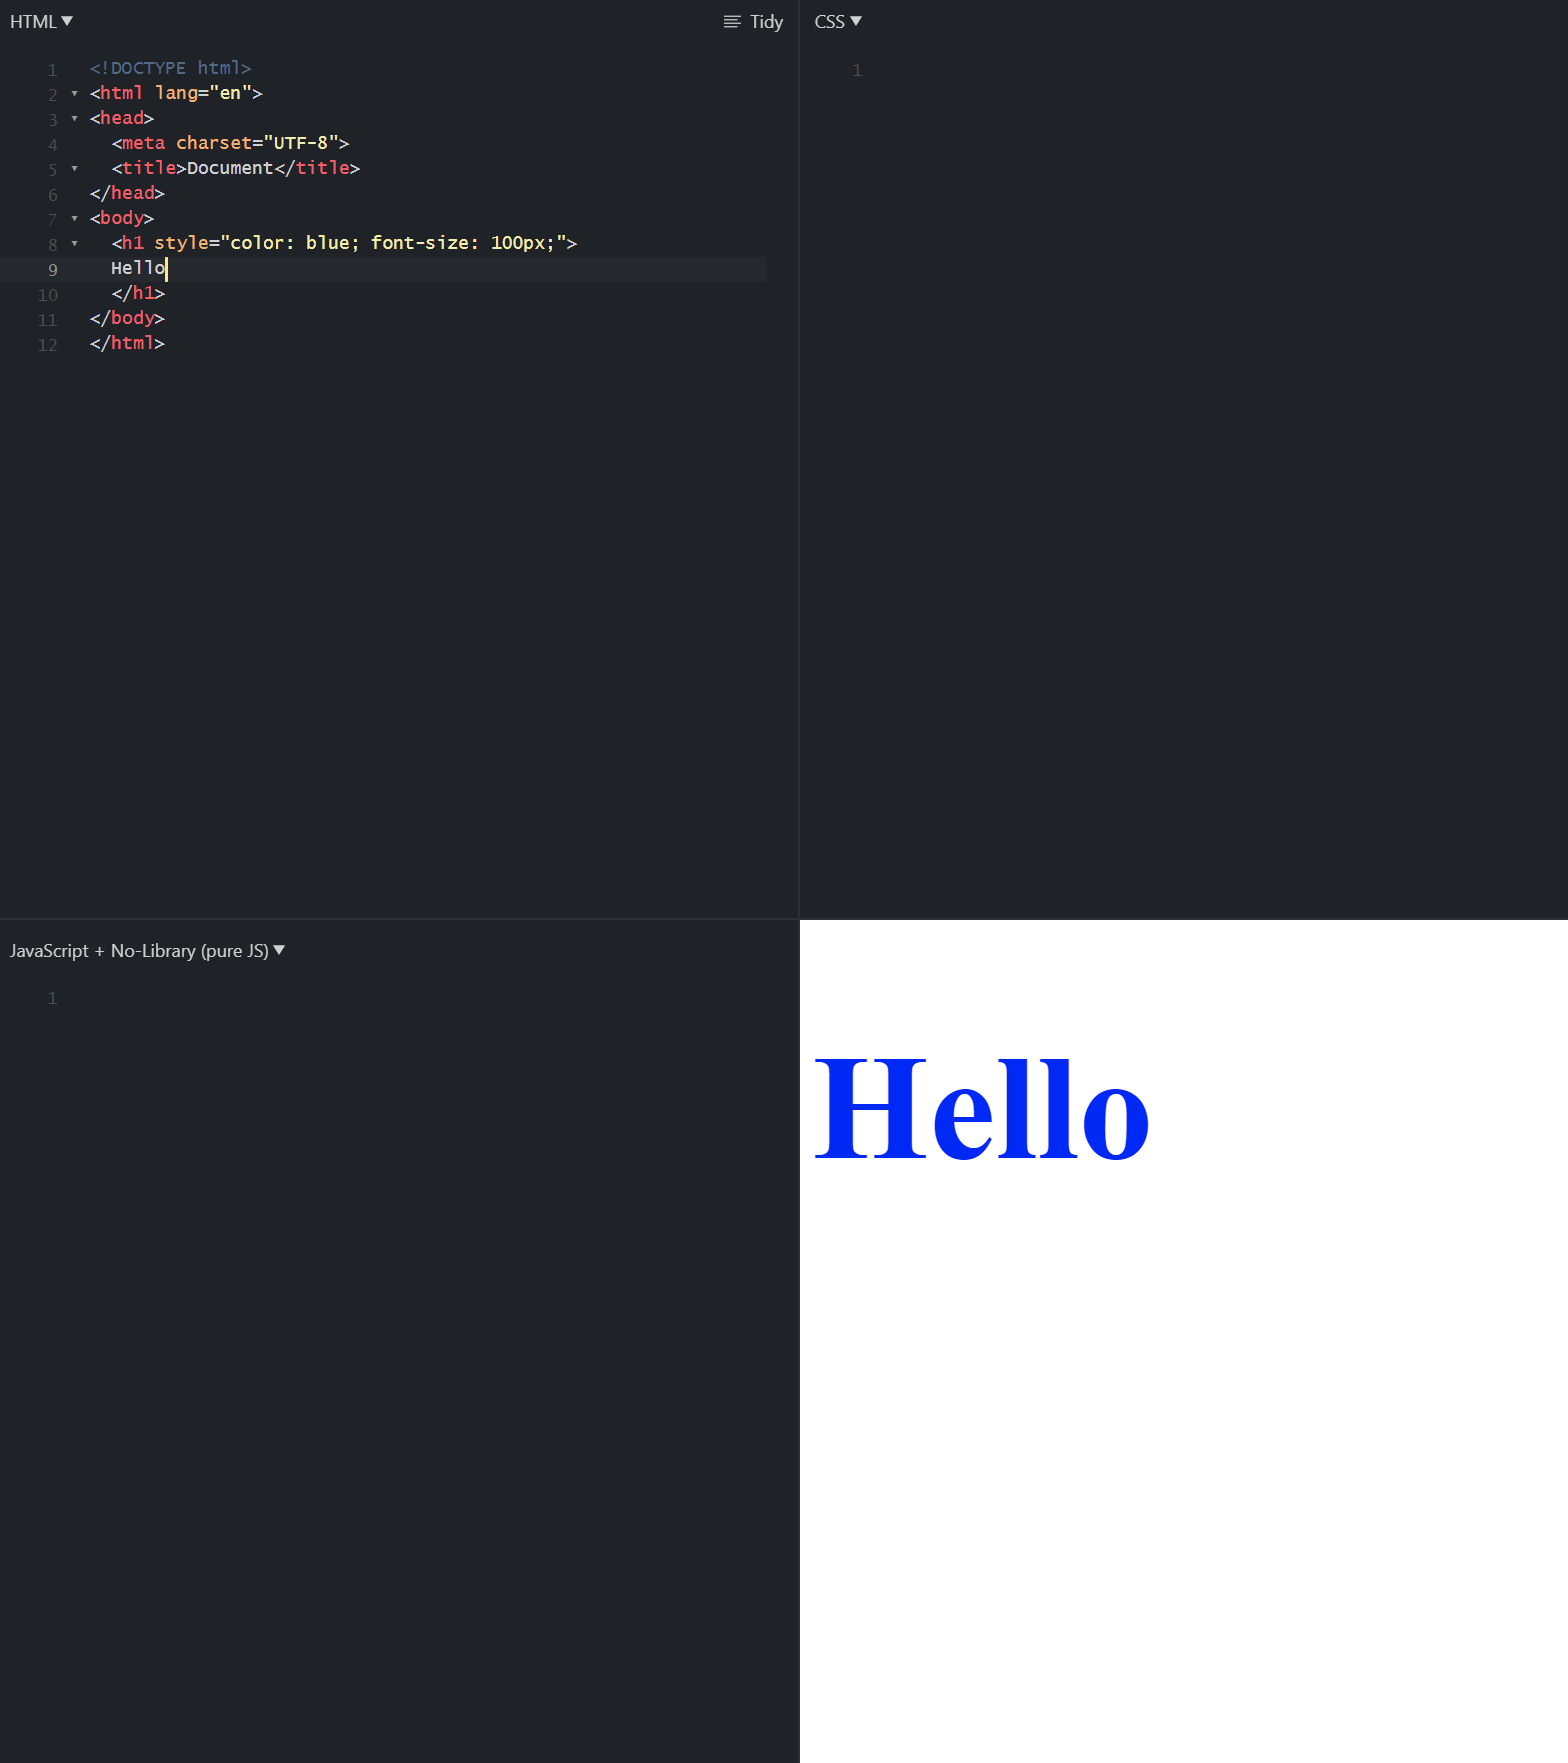 HTML▼
Tidy
1 <!DOCTYPE html>
2 <html lang="en">
3 <head>
4 <meta charset="UTF-8">
5 <title>Document</title>
6 </head>
7 <body>
8 <h1 style="color: blue; font-size: 100px;">
9 Hello
10 </h1>
11 </body>
12 </html>
CSS▼
1
JavaScript + No-Library (pure JS)▼
1
Hello